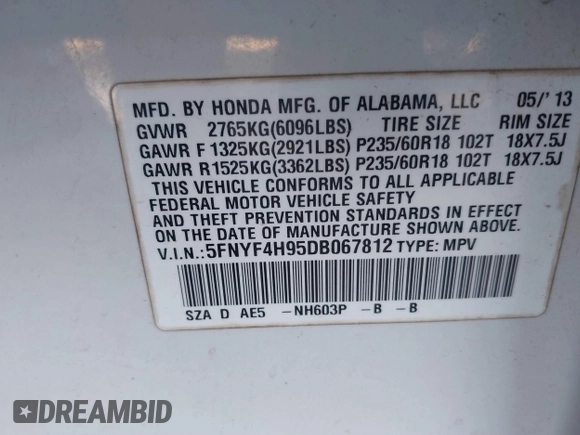 MFD. BY HONDA MFG. OF ALABAMA, LLC 05/' 13
GVWR 2765KG(6096LBS) TIRE SIZE RIM SIZE
GAWR F 1325KG(2921LBS) P235/60R18 102T 18X7.5J
GAWR R1525KG(3362LBS) P235/60R18 102T 18X7.5J
THIS VEHICLE CONFORMS TO ALL APPLICABLE
FEDERAL MOTOR VEHICLE SAFETY
AND THEFT PREVENTION STANDARDS IN EFFECT
ON THE DATE OF MANUFACTURE SHOWN ABOVE.
V.I.N.:5FNYF4H95DB067812 TYPE: MPV
SZA D AE5 -NH603P -B -B
DREAMBID